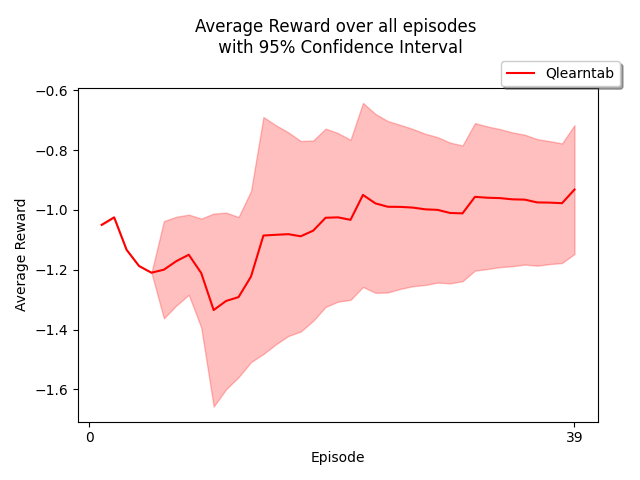 Average Reward over all episodes
with 95% Confidence Interval
Qlearntab
−0.6
−0.8
−1.0
−1.2
−1.4
−1.6
Average Reward
0
39
Episode